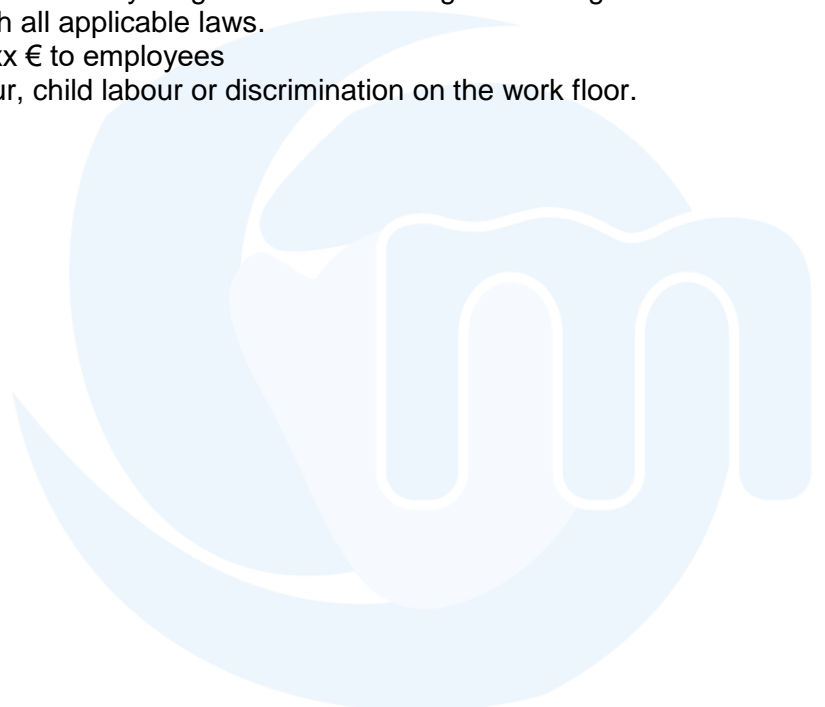 h all applicable laws.
xx € to employees
ur, child labour or discrimination on the work floor.
m